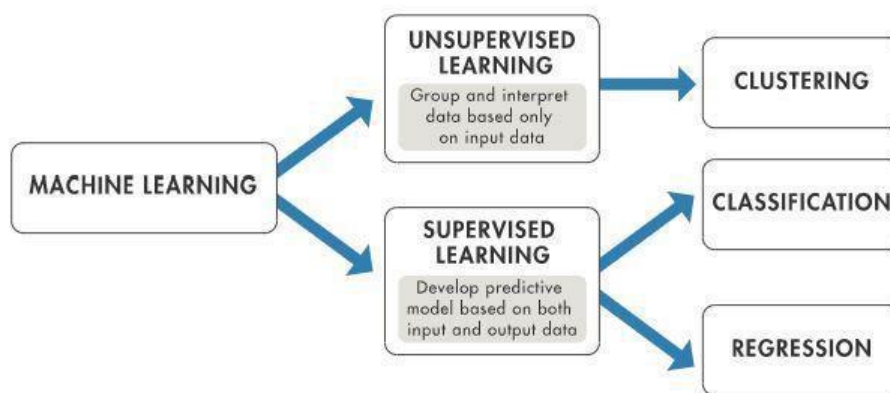 MACHINE LEARNING
UNSUPERVISED
LEARNING
Group and interpret
data based only
on input data
CLUSTERING
SUPERVISED
LEARNING
Develop predictive
model based on both
input and output data
CLASSIFICATION
REGRESSION